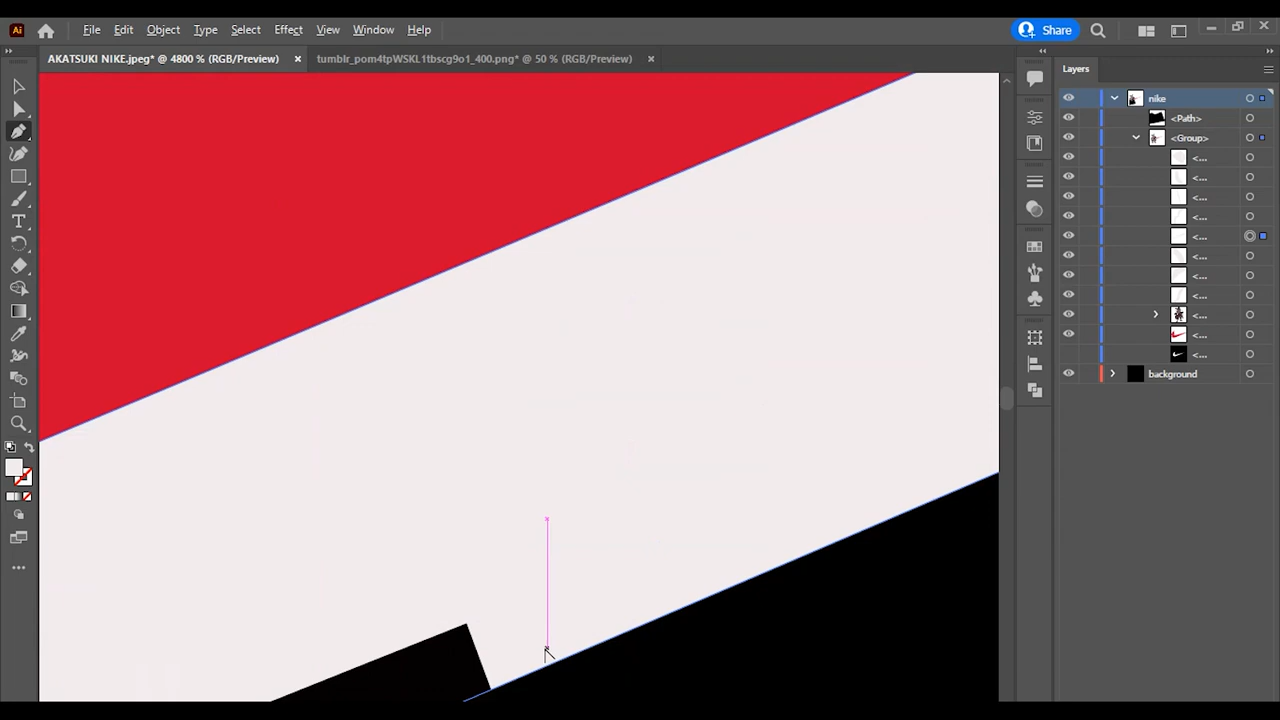 Ai File Edit Object Type Select Effect View Window Help Share
AKATSUKI NIKE.jpeg* @ 4800 % (RGB/Preview) × tumblr_pom4tpWSKL1tbscg9o1_400.png* @ 50 % (RGB/Preview) ×
Layers
nike
<Path>
<Group>
<...
<...
<...
<...
<...
<...
<...
<...
<...
<...
<...
background